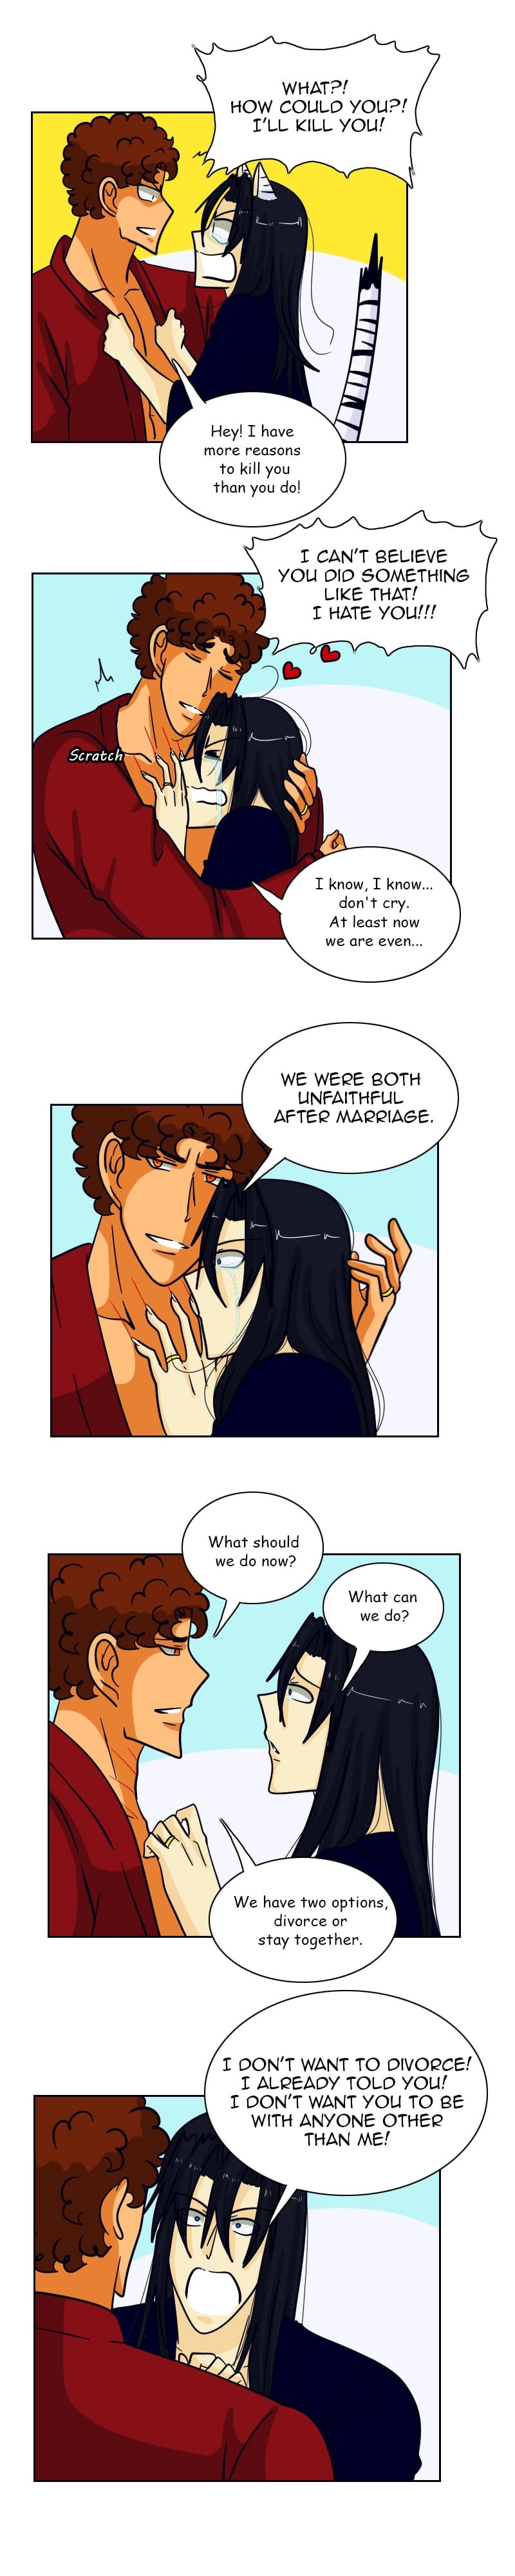 WHAT?!
HOW COULD YOU?!
I'LL KILL YOU!
Hey! I have
more reasons
to kill you
than you do!
I CAN'T BELIEVE
YOU DID SOMETHING
LIKE THAT!
I HATE YOU!!!
Scratch
I know, I know...
don't cry.
At least now
we are even...
WE WERE BOTH
UNFAITHFUL
AFTER MARRIAGE.
What should
we do now?
What can
we do?
We have two options,
divorce or
stay together.
I DON'T WANT TO DIVORCE!
I ALREADY TOLD YOU!
I DON'T WANT YOU TO BE
WITH ANYONE OTHER
THAN ME!